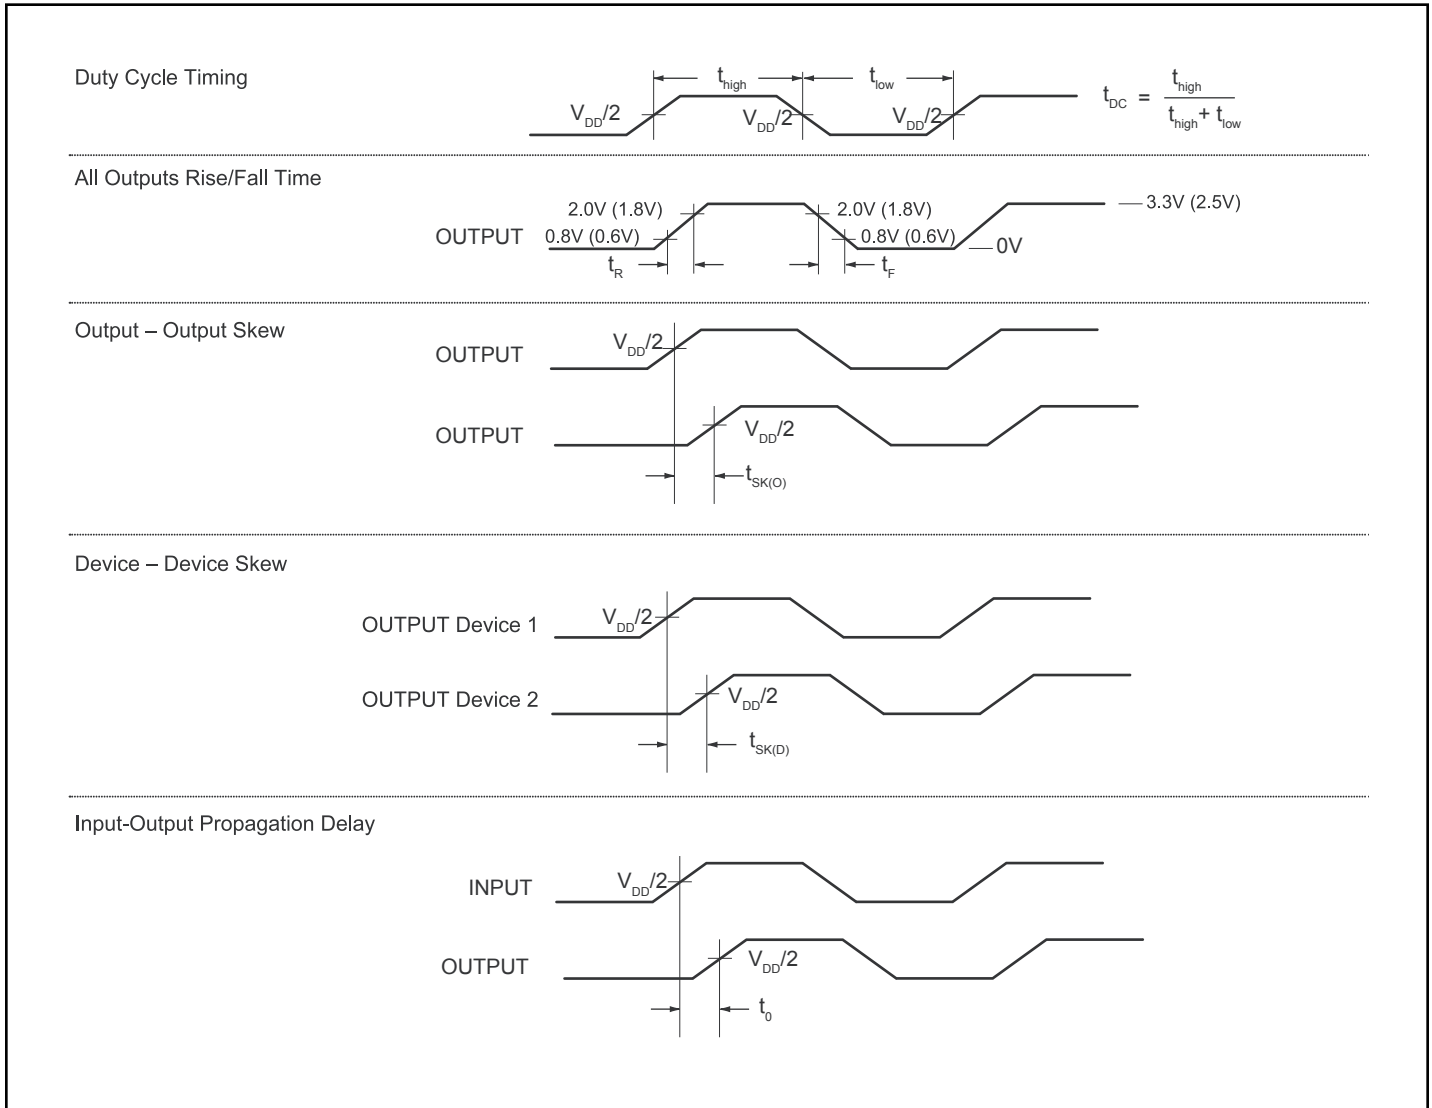 Duty Cycle Timing
t_high t_low
V_DD/2 V_DD/2 V_DD/2
t_DC = t_high / t_high + t_low
All Outputs Rise/Fall Time
2.0V (1.8V) 2.0V (1.8V) 3.3V (2.5V)
OUTPUT 0.8V (0.6V) 0.8V (0.6V) 0V
t_R t_F
Output – Output Skew
OUTPUT V_DD/2
OUTPUT V_DD/2
t_SK(O)
Device – Device Skew
OUTPUT Device 1 V_DD/2
OUTPUT Device 2 V_DD/2
t_SK(D)
Input-Output Propagation Delay
INPUT V_DD/2
OUTPUT V_DD/2
t_0